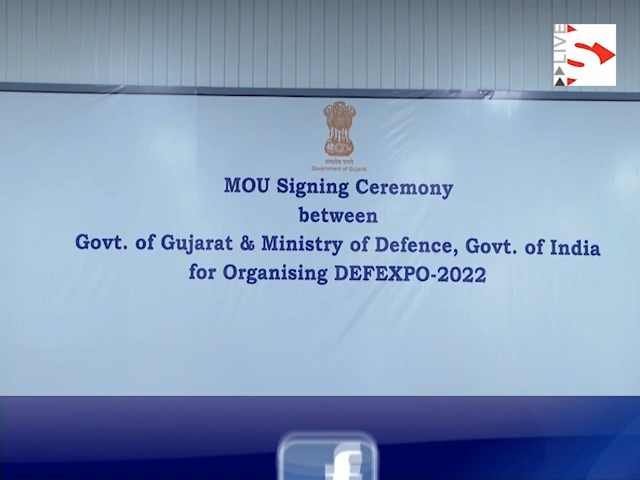 LIVE
Government of Gujarat
MOU Signing Ceremony
between
Govt. of Gujarat & Ministry of Defence, Govt. of India
for Organising DEFEXPO-2022
f